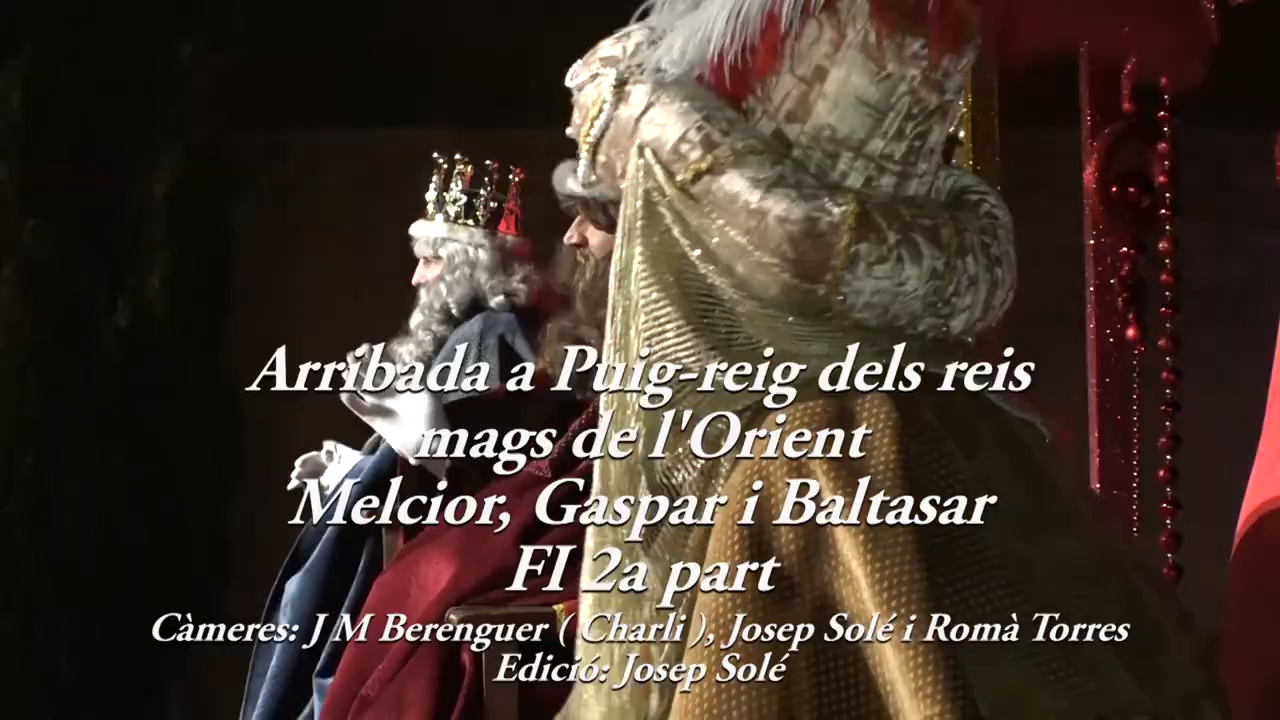 Arribada a Puig-reig dels reis
mags de l'Orient
Melcior, Gaspar i Baltasar
FI 2a part
Càmeres: J M Berenguer ( Charli ), Josep Solé i Romà Torres
Edició: Josep Solé